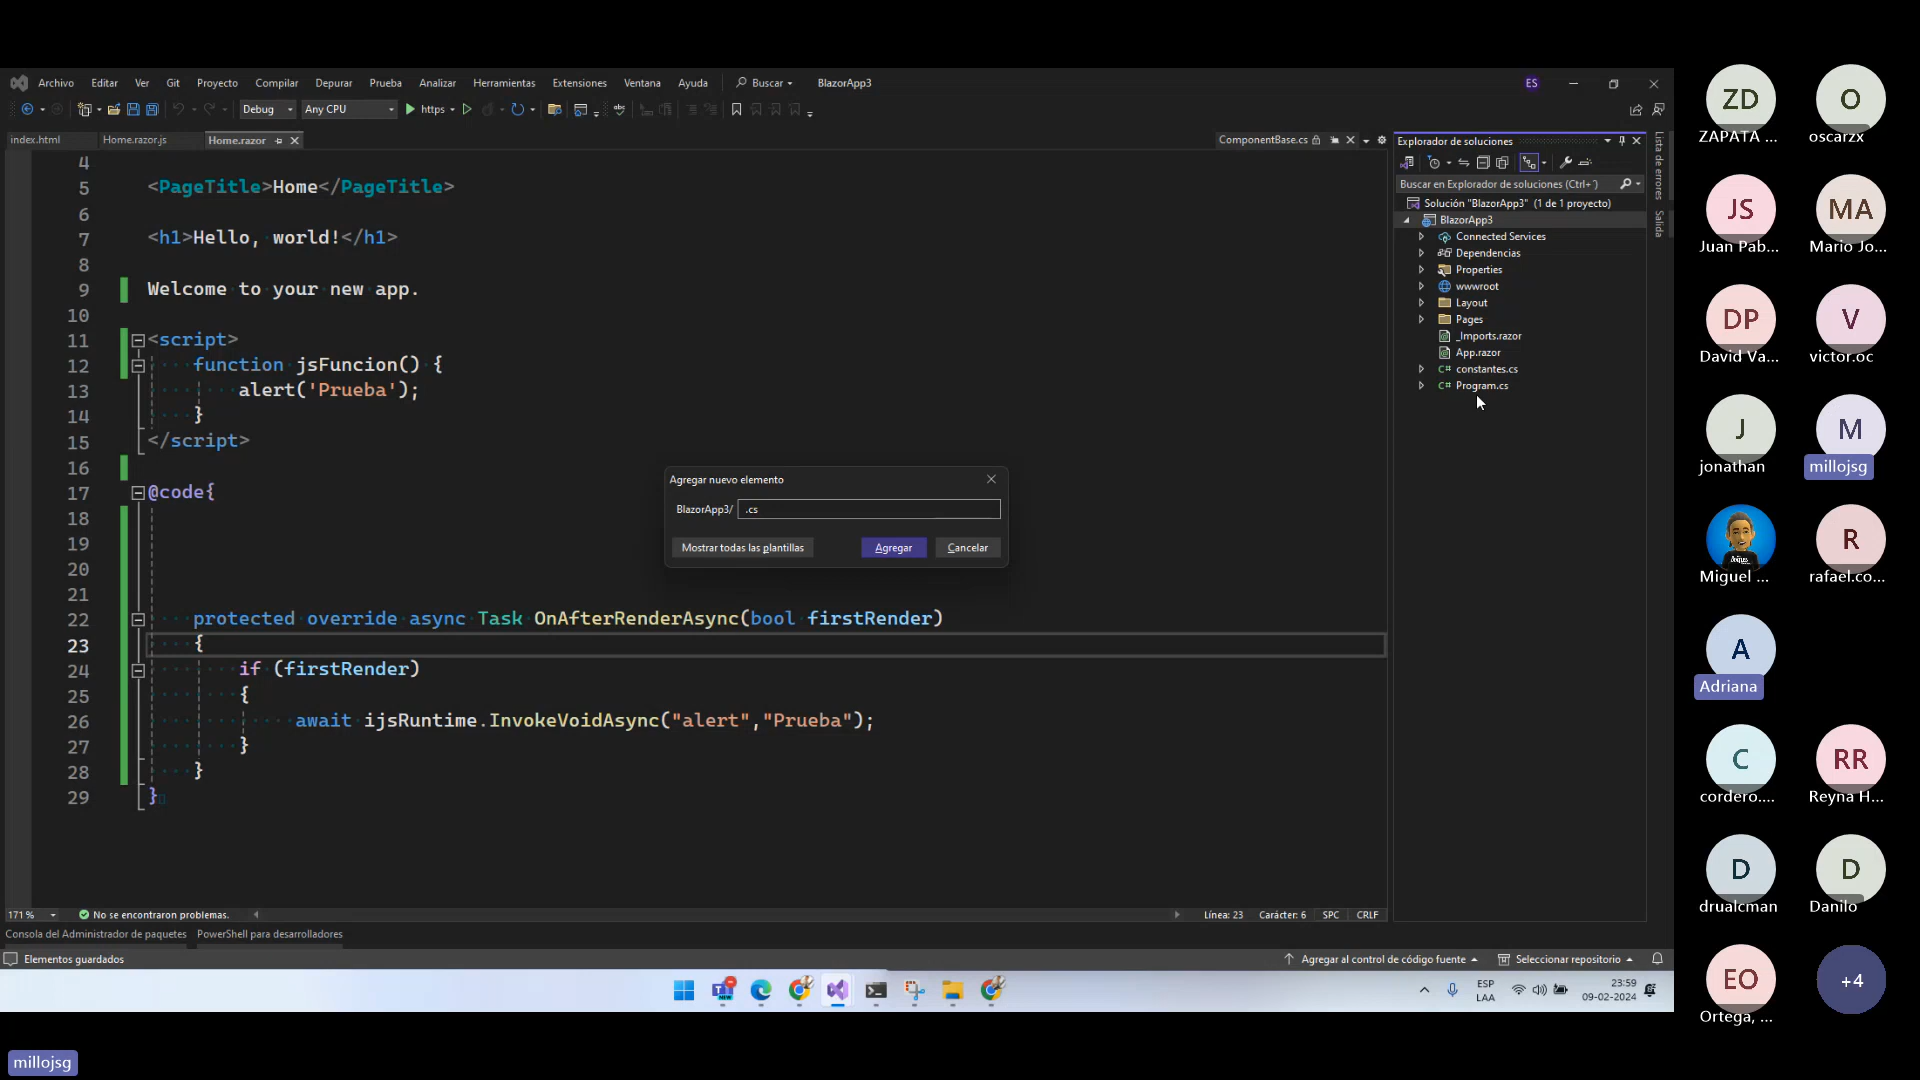 Archivo Editar Ver Git Proyecto Compilar Depurar Prueba Analizar Herramientas Extensiones Ventana Ayuda Buscar BlazorApp3 ES
Debug Any CPU https
index.html Home.razor.js Home.razor ComponentBase.cs
4
5 <PageTitle>Home</PageTitle>
6
7 <h1>Hello, world!</h1>
8
9 Welcome to your new app.
10
11 <script>
12 function jsFuncion() {
13 alert('Prueba');
14 }
15 </script>
16
17 @code{
18
19
20
21
22 protected override async Task OnAfterRenderAsync(bool firstRender)
23 {
24 if (firstRender)
25 {
26 await ijsRuntime.InvokeVoidAsync("alert","Prueba");
27 }
28 }
29 }
Agregar nuevo elemento
BlazorApp3/ .cs
Mostrar todas las plantillas Agregar Cancelar
171 % No se encontraron problemas. Línea: 23 Carácter: 6 SPC CRLF
Consola del Administrador de paquetes PowerShell para desarrolladores
Elementos guardados Agregar al control de código fuente Seleccionar repositorio
Explorador de soluciones
Buscar en Explorador de soluciones (Ctrl+')
Solución "BlazorApp3" (1 de 1 proyecto)
BlazorApp3
Connected Services
Dependencias
Properties
wwwroot
Layout
Pages
_Imports.razor
App.razor
C# constantes.cs
C# Program.cs
Lista de errores
Salida
NEW
ESP
LAA
23:59
09-02-2024
ZD O
ZAPATA ... oscarzx
JS MA
Juan Pab... Mario Jo...
DP V
David Va... victor.oc
J M
jonathan millojsg
R
Miguel ... rafael.co...
A
Adriana
C RR
cordero.... Reyna H...
D D
drualcman Danilo
EO +4
Ortega, ...
millojsg